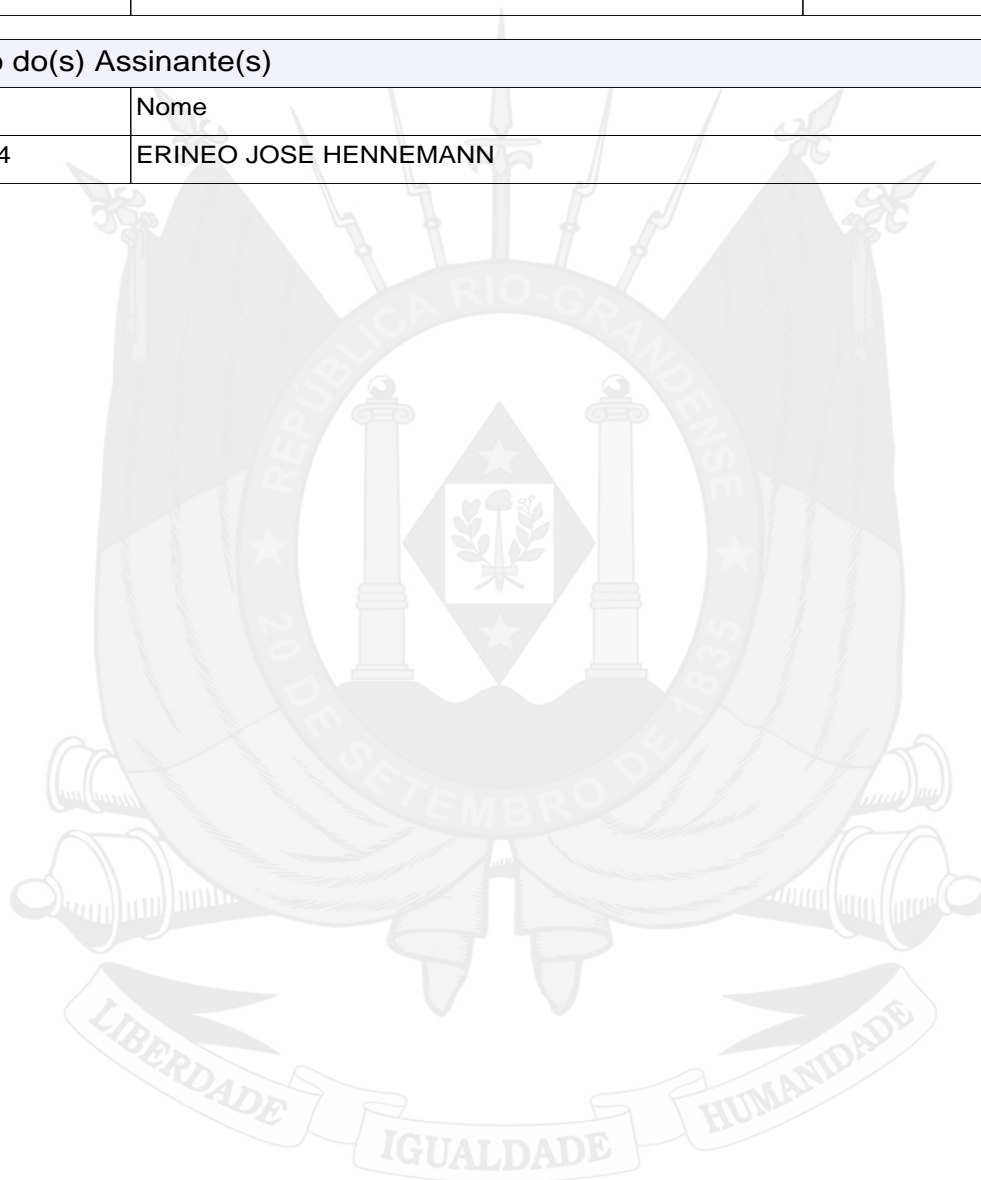 o do(s) Assinante(s)
Nome
4 ERINEO JOSE HENNEMANN
REPÚBLICA RIO-GRANDENSE
20 DE SETEMBRO DE 1835
LIBERDADE IGUALDADE HUMANIDADE